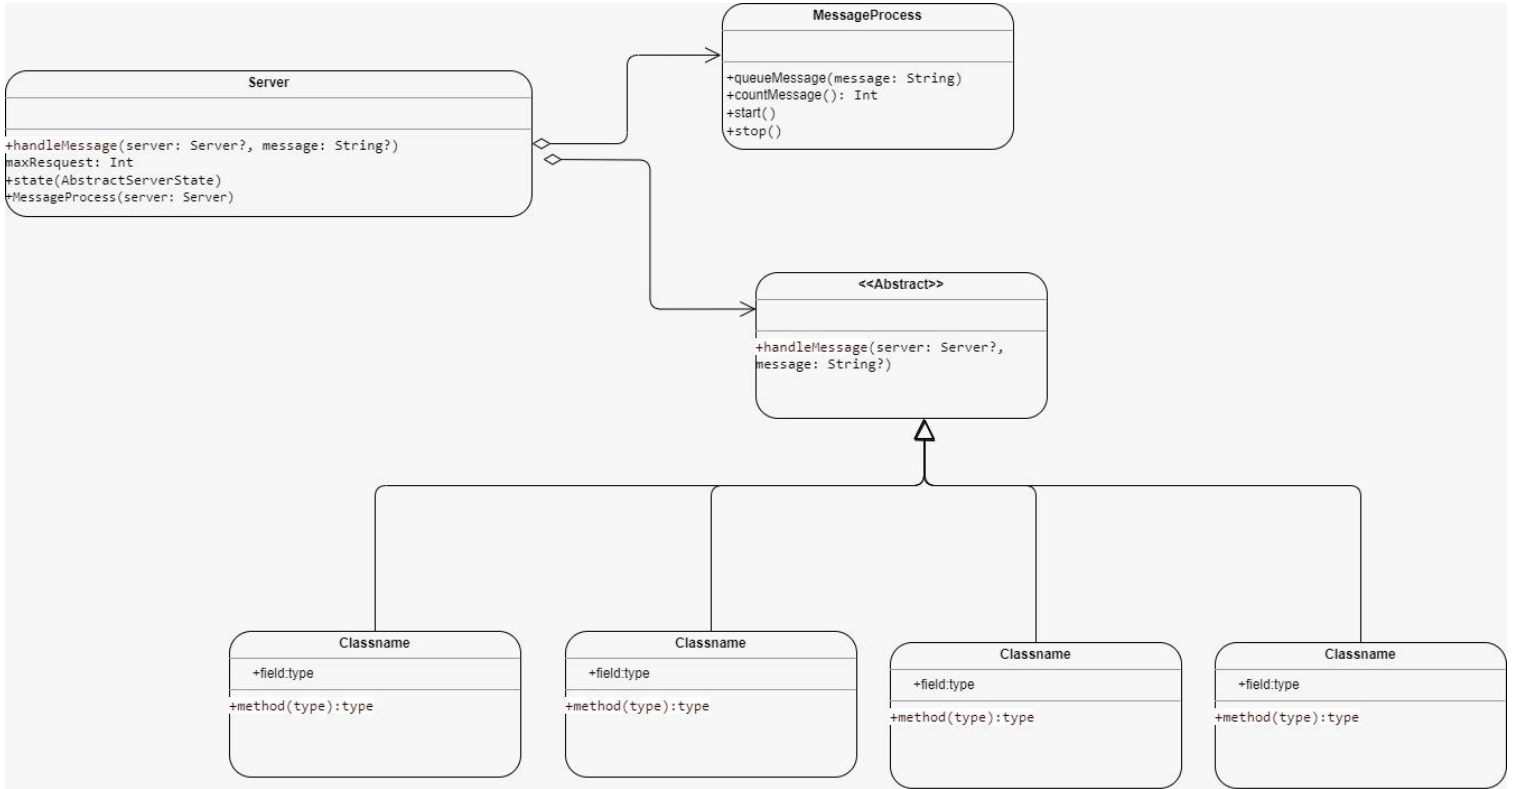 MessageProcess
+queueMessage(message: String)
+countMessage(): Int
+start()
+stop()
Server
+handleMessage(server: Server?, message: String?)
maxResquest: Int
+state(AbstractServerState)
+MessageProcess(server: Server)
<<Abstract>>
+handleMessage(server: Server?,
message: String?)
Classname
+field:type
+method(type):type
Classname
+field:type
+method(type):type
Classname
+field:type
+method(type):type
Classname
+field:type
+method(type):type